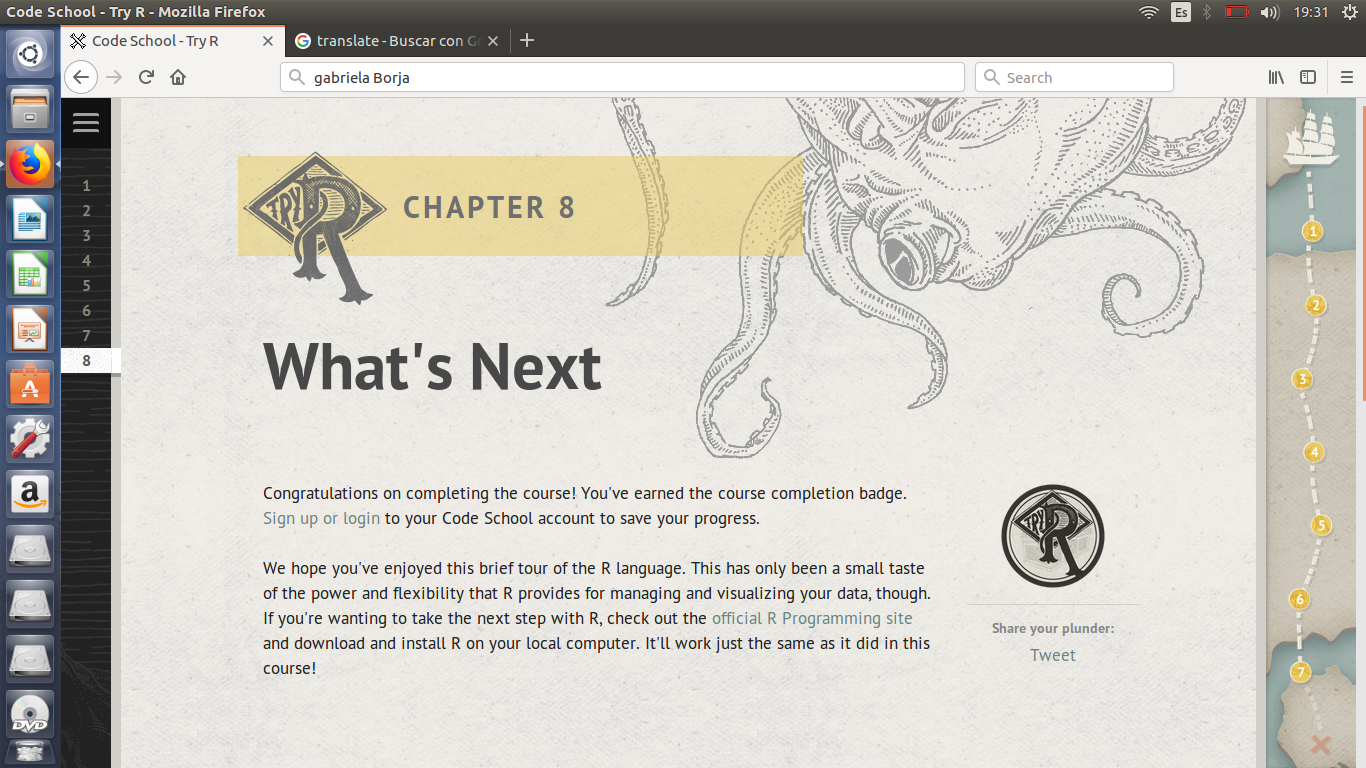 Code School - Try R - Mozilla Firefox
Es
19:31
Code School - Try R
translate - Buscar con Go
gabriela Borja
Search
TRY R
CHAPTER 8
1
2
3
4
5
6
7
8
What's Next
Congratulations on completing the course! You've earned the course completion badge.
Sign up or login to your Code School account to save your progress.
We hope you've enjoyed this brief tour of the R language. This has only been a small taste
of the power and flexibility that R provides for managing and visualizing your data, though.
If you're wanting to take the next step with R, check out the official R Programming site
and download and install R on your local computer. It'll work just the same as it did in this
course!
TRY R
Share your plunder:
Tweet
1
2
3
4
5
6
7
a
DVD